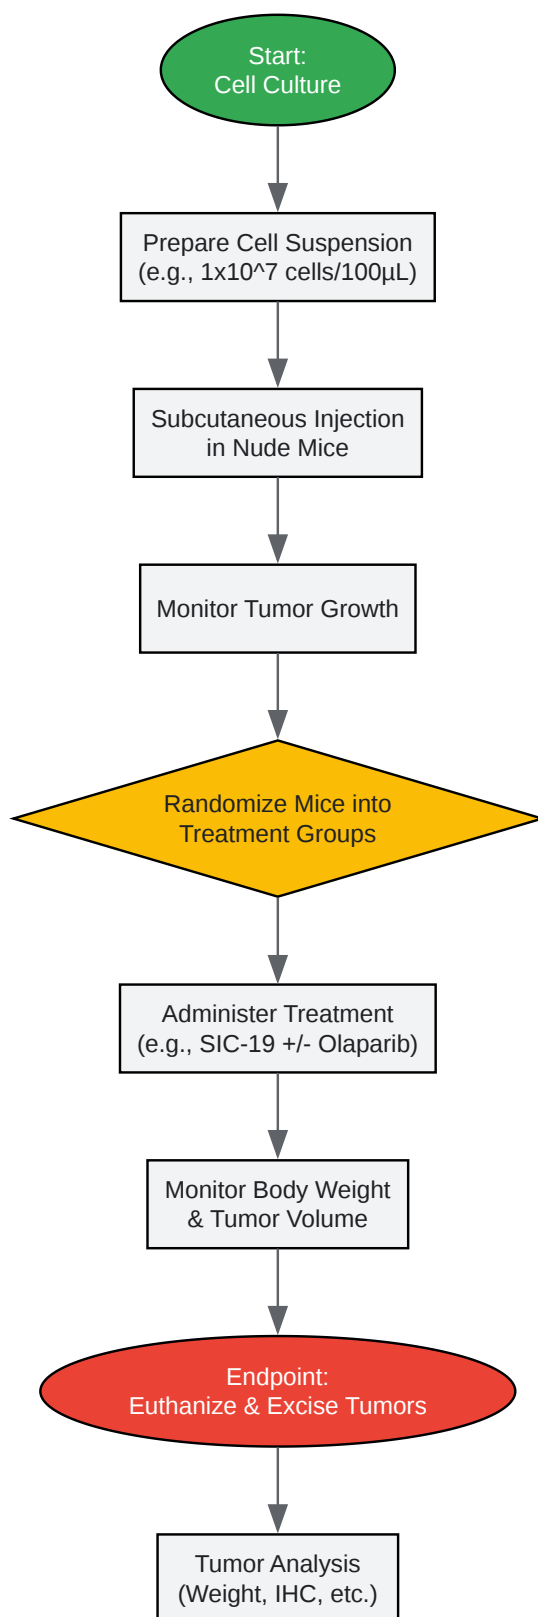 Start:
Cell Culture
Prepare Cell Suspension
(e.g., 1x10^7 cells/100µL)
Subcutaneous Injection
in Nude Mice
Monitor Tumor Growth
Randomize Mice into
Treatment Groups
Administer Treatment
(e.g., SIC-19 +/- Olaparib)
Monitor Body Weight
& Tumor Volume
Endpoint:
Euthanize & Excise Tumors
Tumor Analysis
(Weight, IHC, etc.)